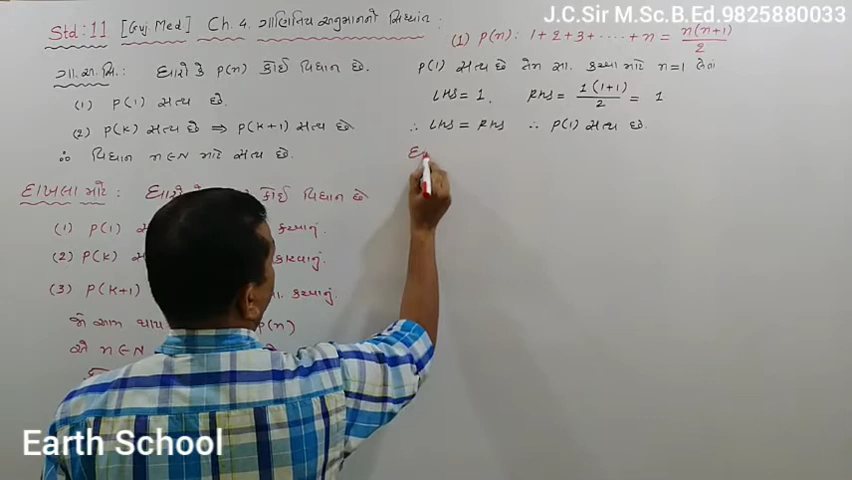 J.C.Sir M.Sc.B.Ed.9825880033
Std: 11 [Guj Med] Ch. 4. ગાણિતિક અનુમાનનો સિધ્ધાંત :
ગા. અ. સિ. : ધારો કે P(n) કોઈ વિધાન છે.
(1) P(1) સત્ય છે.
(2) P(k) સત્ય છે ⇒ P(k+1) સત્ય છે
∴ વિધાન n∈N માટે સત્ય છે.
દાખલા માટે : ધારો કોઈ વિધાન છે
(1) P(1) કરવાનું.
(2) P(k)
(3) P(k+1) સા. કરવાનું.
જો આમ થાય P(n)
એ n∈N
(1) P(n): 1+2+3+.....+n = n(n+1)/2
P(1) સત્ય છે તેમ સા. કરવા માટે n=1 લેતાં
LHS = 1. RHS = 1(1+1)/2 = 1
∴ LHS = RHS ∴ P(1) સત્ય છે.
Earth School